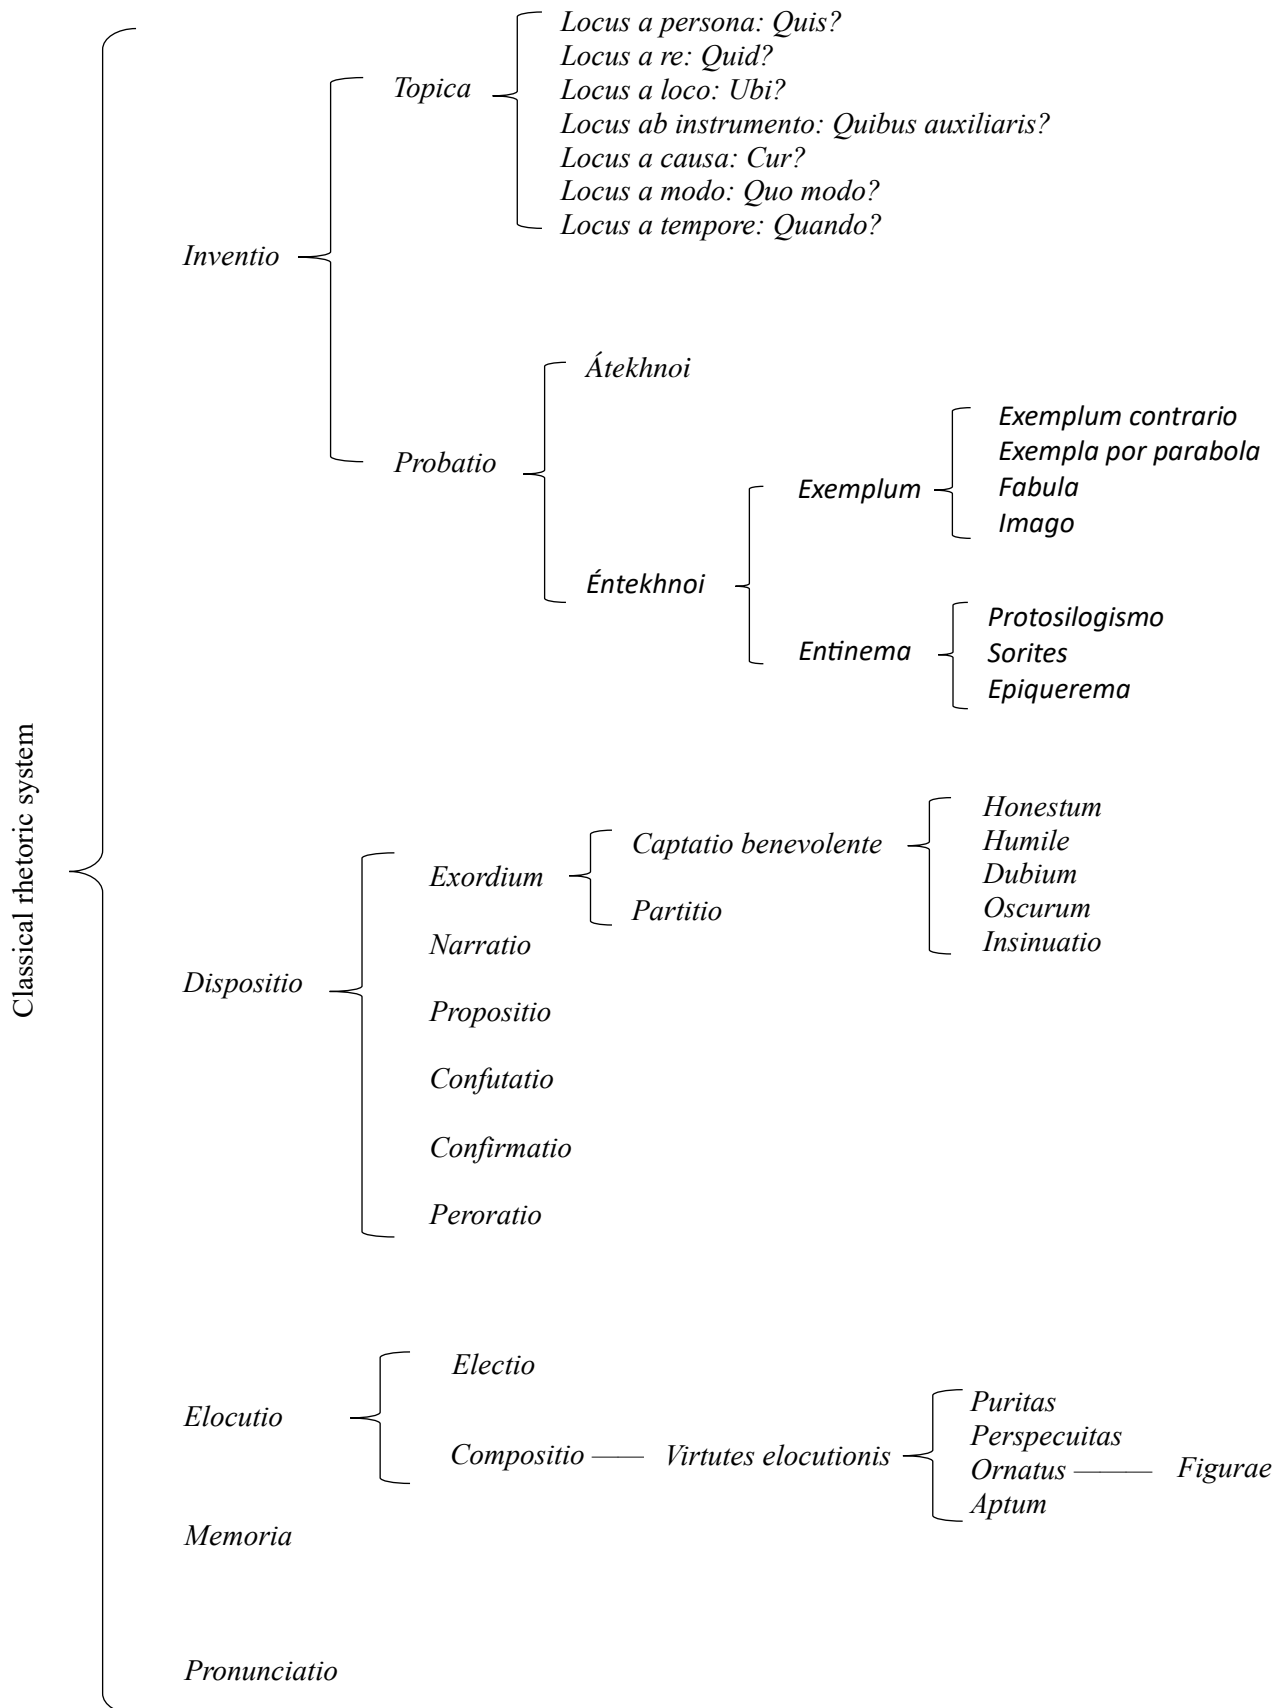 Classical rhetoric system
Inventio
Topica
Locus a persona: Quis?
Locus a re: Quid?
Locus a loco: Ubi?
Locus ab instrumento: Quibus auxiliaris?
Locus a causa: Cur?
Locus a modo: Quo modo?
Locus a tempore: Quando?
Probatio
Átekhnoi
Éntekhnoi
Exemplum
Exemplum contrario
Exempla por parabola
Fabula
Imago
Entinema
Protosilogismo
Sorites
Epiquerema
Dispositio
Exordium
Captatio benevolente
Honestum
Humile
Dubium
Oscurum
Insinuatio
Partitio
Narratio
Propositio
Confutatio
Confirmatio
Peroratio
Elocutio
Electio
Compositio
Virtutes elocutionis
Puritas
Perspecuitas
Ornatus
Figurae
Aptum
Memoria
Pronunciatio